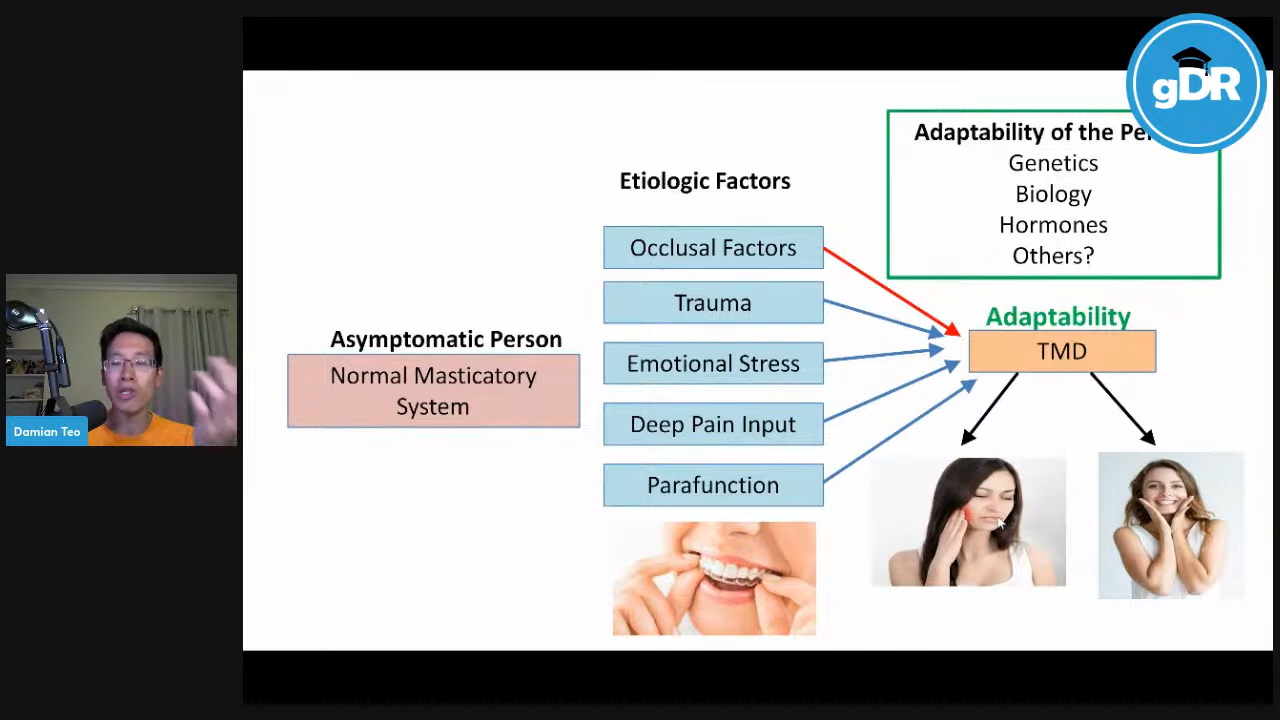 gDR
Adaptability of the
Genetics
Biology
Hormones
Others?
Etiologic Factors
Occlusal Factors
Trauma
Emotional Stress
Deep Pain Input
Parafunction
Asymptomatic Person
Normal Masticatory
System
Adaptability
TMD
Damian Teo